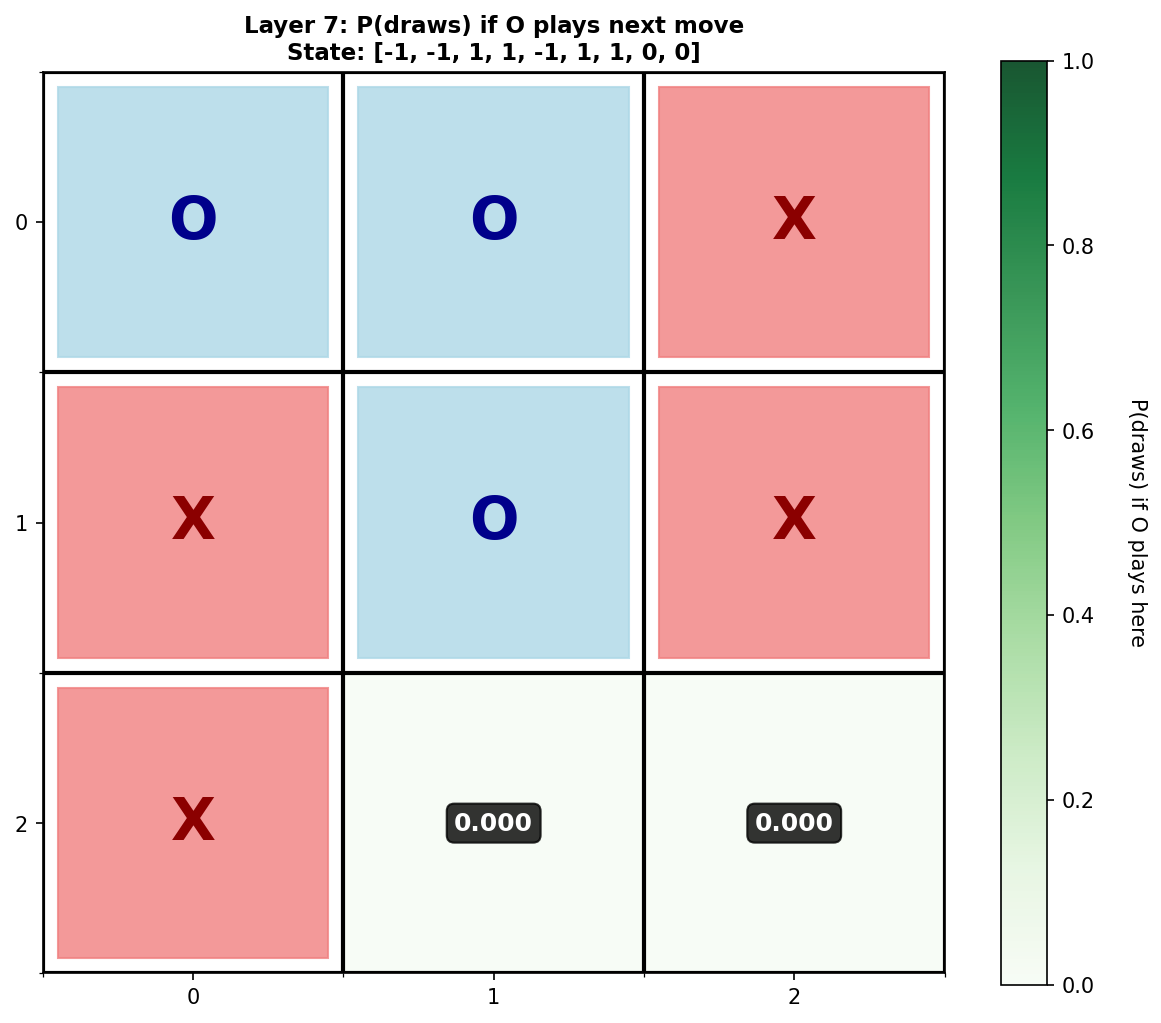 Layer 7: P(draws) if O plays next move
State: [-1, -1, 1, 1, -1, 1, 1, 0, 0]
O
O
X
X
O
X
X
0.000
0.000
0
1
2
0
1
2
1.0
0.8
0.6
0.4
0.2
0.0
P(draws) if O plays here